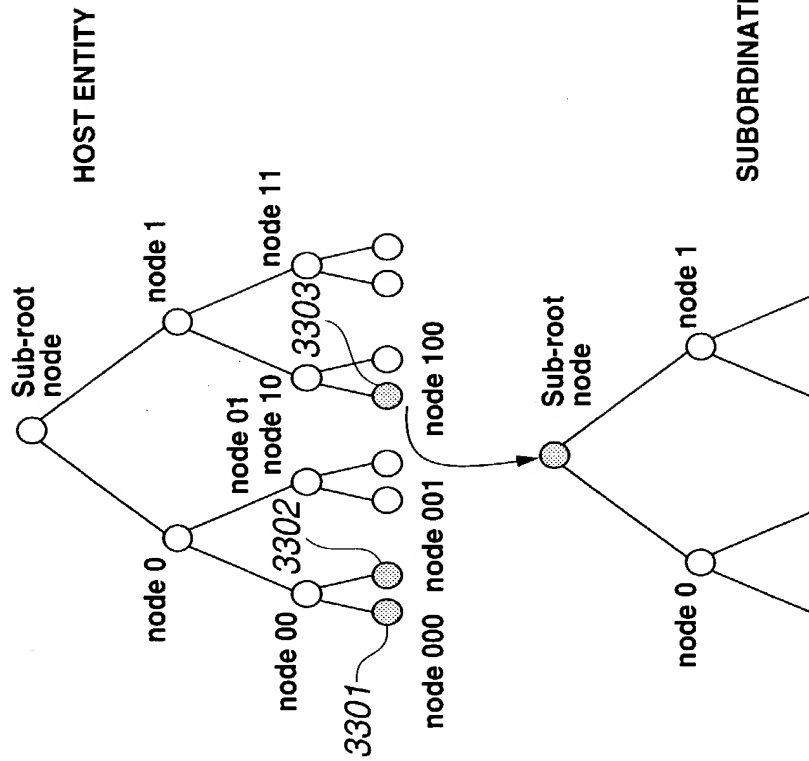 HOST ENTITY
Sub-root
node
node 0
node 1
node 00
node 01
node 10
node 11
3301
3302
3303
node 000
node 001
node 100
SUBORDINATE
Sub-root
node
node 0
node 1